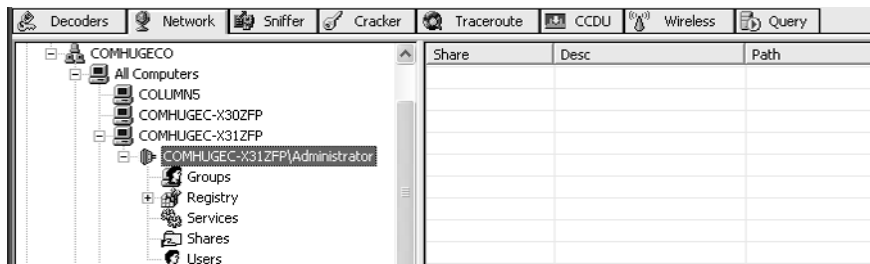 Decoders Network Sniffer Cracker Traceroute CCDU Wireless Query
COMHUGECO
All Computers
COLUMN5
COMHUGEC-X30ZFP
COMHUGEC-X31ZFP
COMHUGEC-X31ZFP\Administrator
Groups
Registry
Services
Shares
Users
Share Desc Path